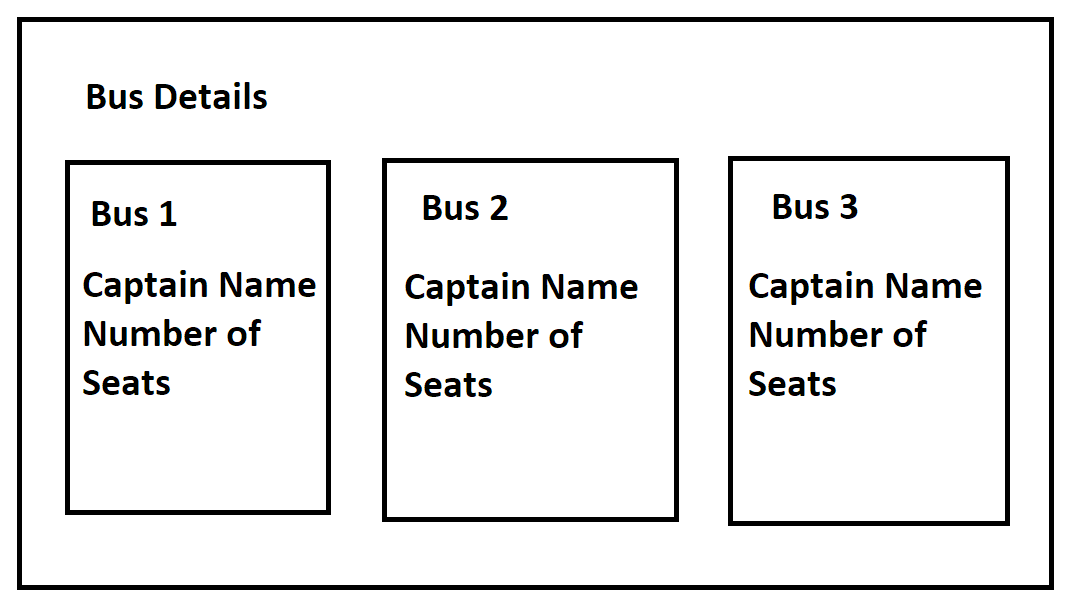 Bus Details
Bus 1
Captain Name
Number of
Seats
Bus 2
Captain Name
Number of
Seats
Bus 3
Captain Name
Number of
Seats